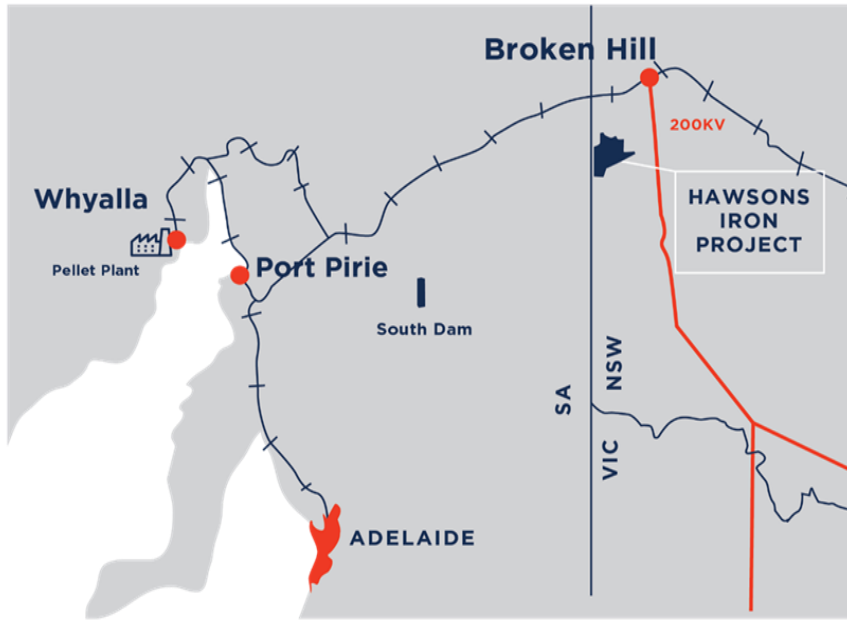 Broken Hill
200KV
HAWSONS
IRON
PROJECT
Whyalla
Pellet Plant
Port Pirie
South Dam
SA
NSW
VIC
ADELAIDE